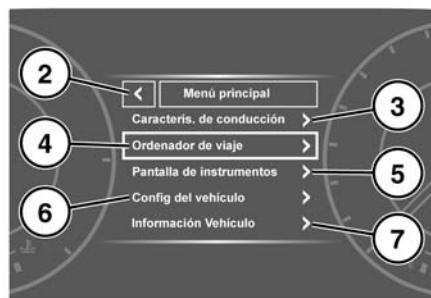 2
Menú principal
Caracterís. de conducción
3
4
Ordenador de viaje
Pantalla de instrumentos
5
6
Config del vehículo
Información Vehículo
7